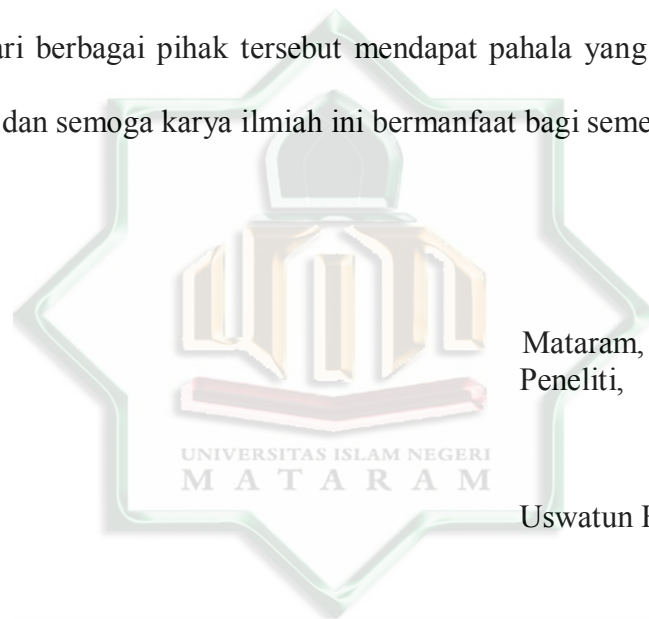 ari berbagai pihak tersebut mendapat pahala yang
dan semoga karya ilmiah ini bermanfaat bagi seme
Mataram,
Peneliti,
UNIVERSITAS ISLAM NEGERI
MATARAM
Uswatun